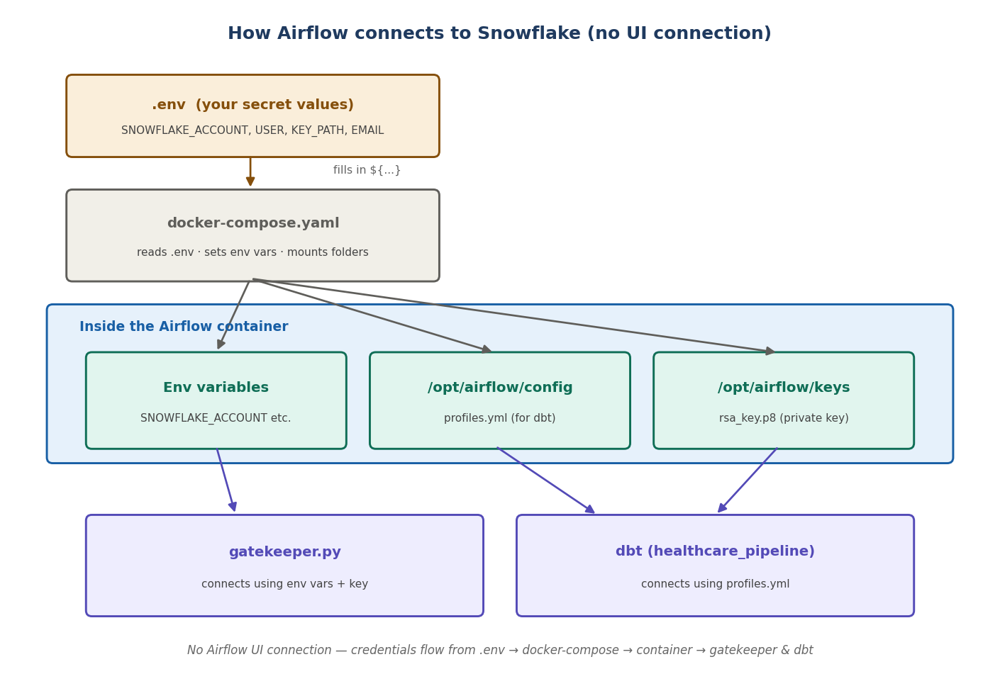 How Airflow connects to Snowflake (no UI connection)
.env  (your secret values)
SNOWFLAKE_ACCOUNT, USER, KEY_PATH, EMAIL
fills in ${...}
docker-compose.yaml
reads .env · sets env vars · mounts folders
Inside the Airflow container
Env variables
SNOWFLAKE_ACCOUNT etc.
/opt/airflow/config
profiles.yml (for dbt)
/opt/airflow/keys
rsa_key.p8 (private key)
gatekeeper.py
connects using env vars + key
dbt (healthcare_pipeline)
connects using profiles.yml
No Airflow UI connection — credentials flow from .env → docker-compose → container → gatekeeper & dbt